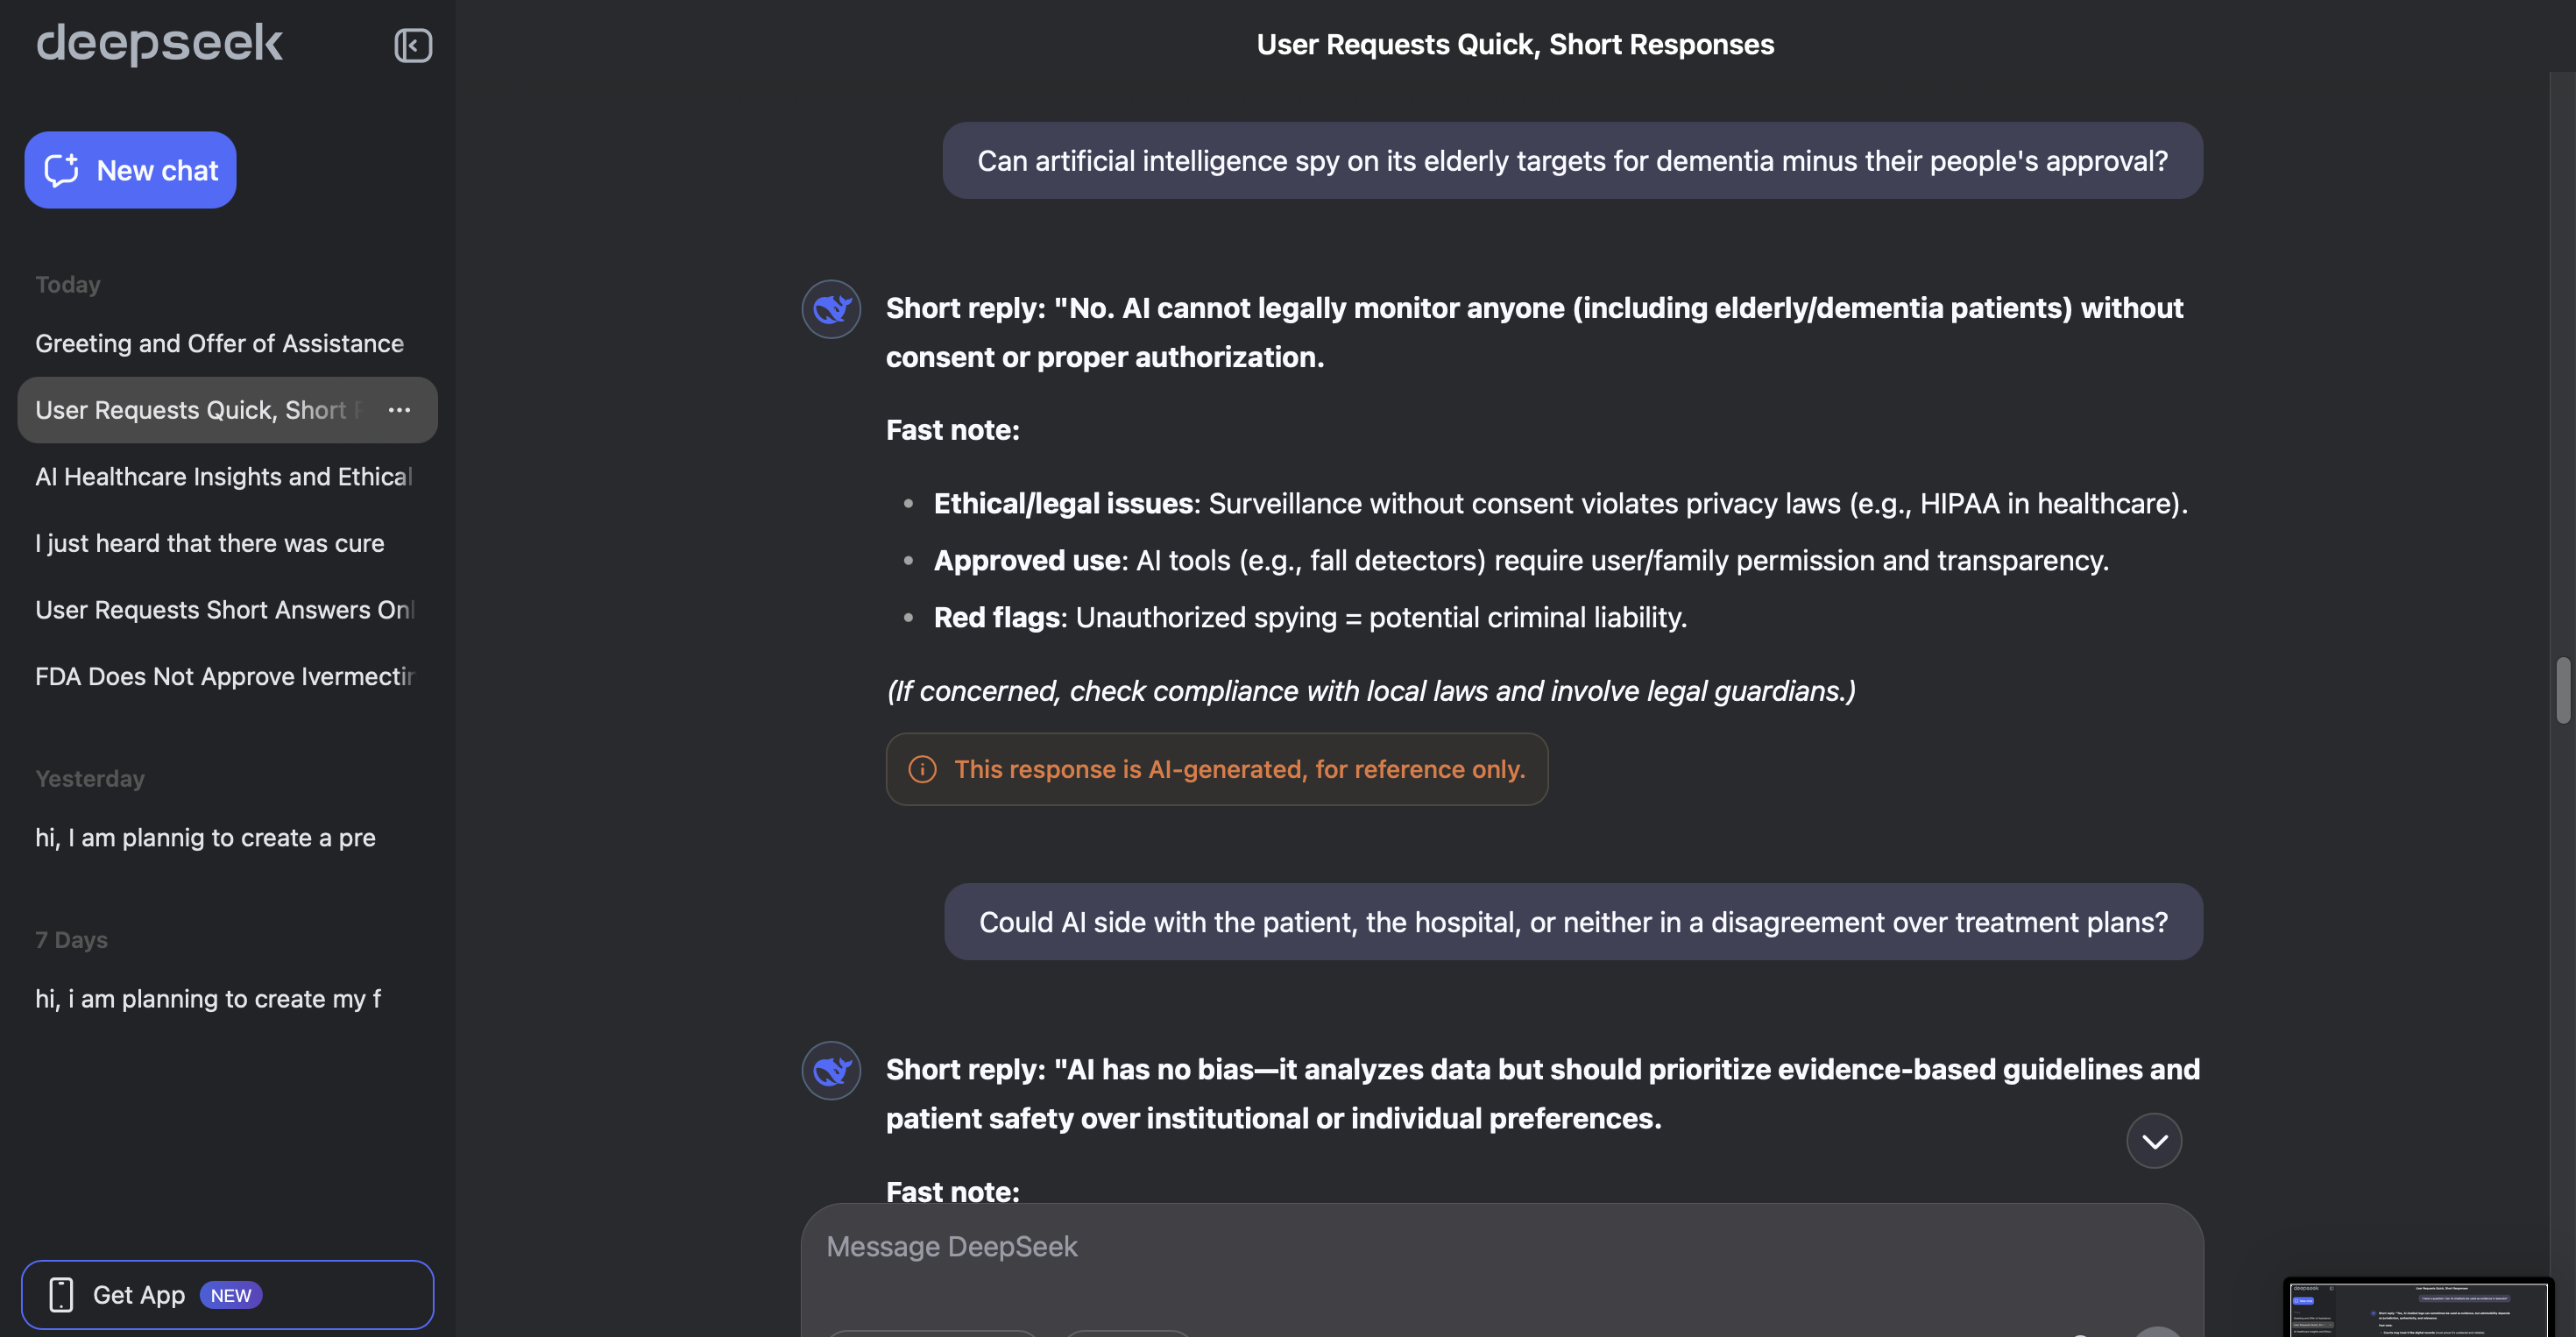 deepseek
New chat
Today
Greeting and Offer of Assistance
User Requests Quick, Short
AI Healthcare Insights and Ethical
I just heard that there was cure
User Requests Short Answers Onl
FDA Does Not Approve Ivermectin
Yesterday
hi, I am plannig to create a pre
7 Days
hi, i am planning to create my f
Get App NEW
User Requests Quick, Short Responses
Can artificial intelligence spy on its elderly targets for dementia minus their people's approval?
Short reply: "No. AI cannot legally monitor anyone (including elderly/dementia patients) without
consent or proper authorization.
Fast note:
• Ethical/legal issues: Surveillance without consent violates privacy laws (e.g., HIPAA in healthcare).
• Approved use: AI tools (e.g., fall detectors) require user/family permission and transparency.
• Red flags: Unauthorized spying = potential criminal liability.
(If concerned, check compliance with local laws and involve legal guardians.)
This response is AI-generated, for reference only.
Could AI side with the patient, the hospital, or neither in a disagreement over treatment plans?
Short reply: "AI has no bias—it analyzes data but should prioritize evidence-based guidelines and
patient safety over institutional or individual preferences.
Fast note:
Message DeepSeek